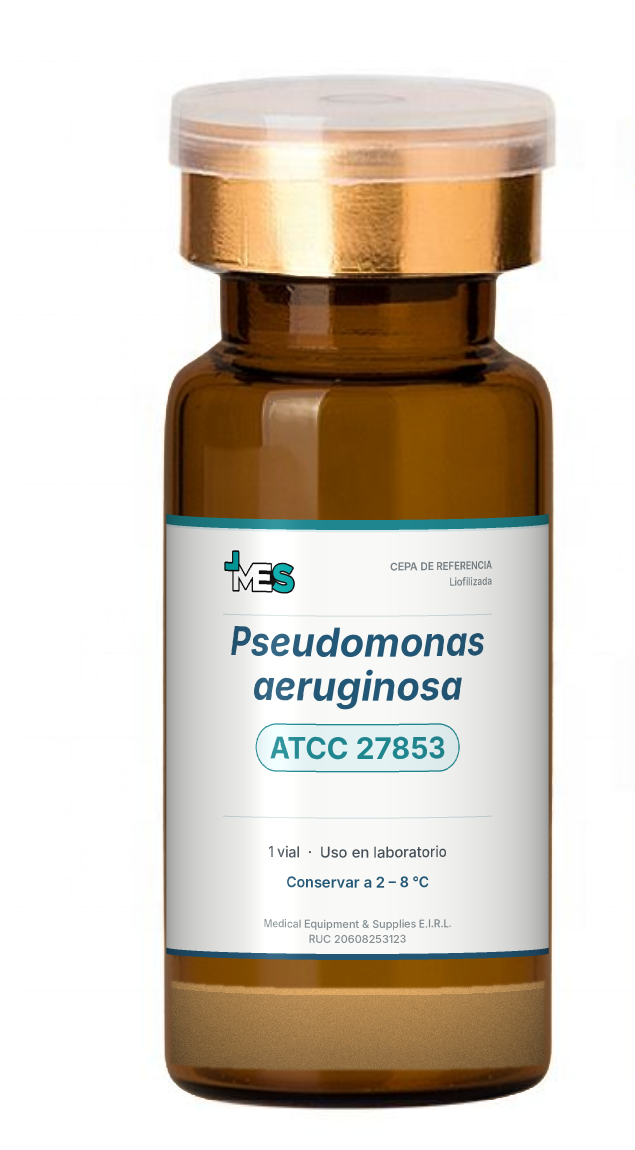 MES
CEPA DE REFERENCIA
Liofilizada
Pseudomonas
aeruginosa
ATCC 27853
1 vial · Uso en laboratorio
Conservar a 2 – 8 °C
Medical Equipment & Supplies E.I.R.L.
RUC 20608253123